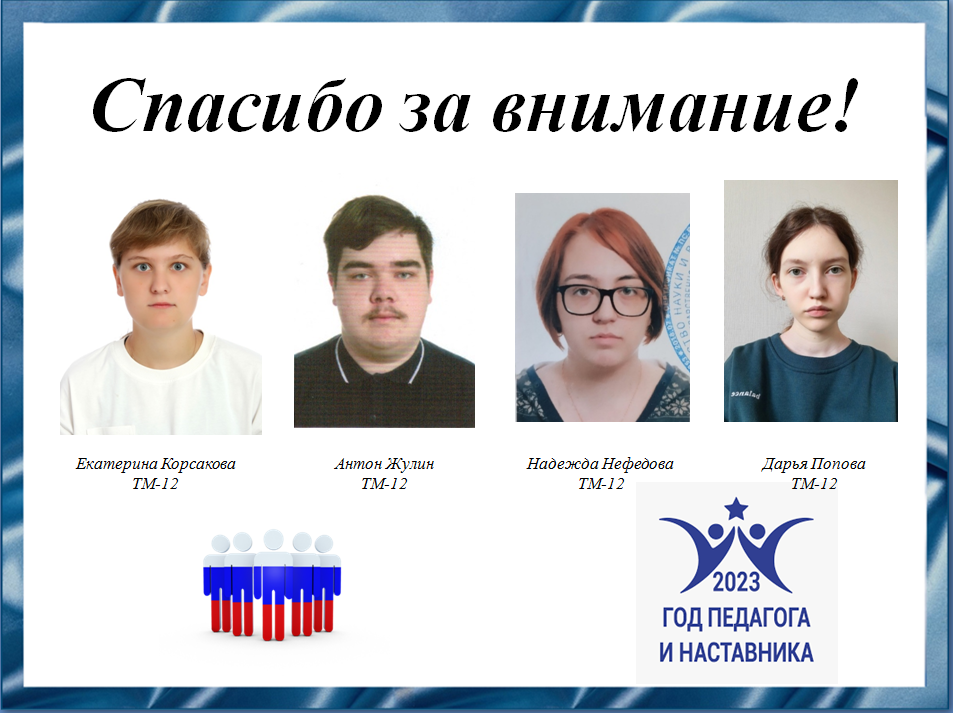 Спасибо за внимание!
Екатерина Корсакова
ТМ-12
Антон Жулин
ТМ-12
Надежда Нефедова
ТМ-12
Дарья Попова
ТМ-12
2023
ГОД ПЕДАГОГА
И НАСТАВНИКА